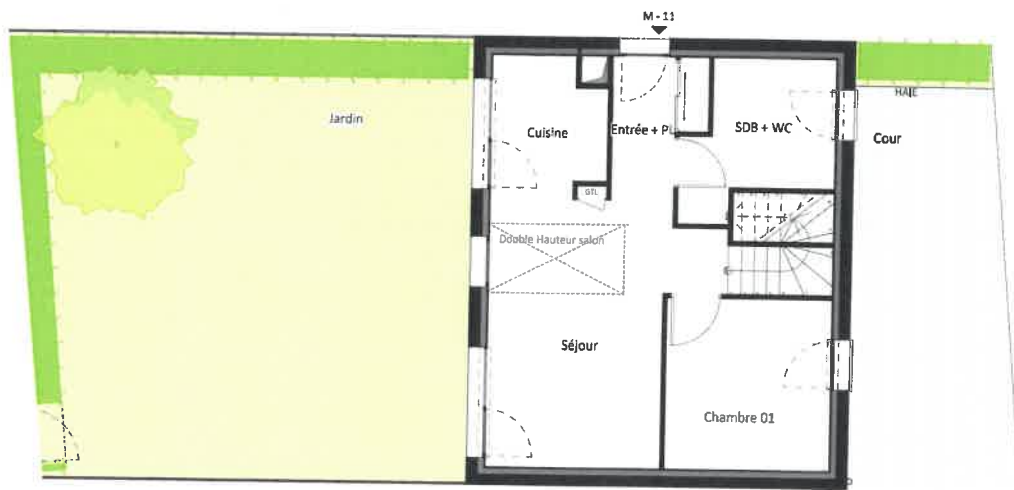 M - 11
HAIE
Jardin
Cuisine
Entrée + PL
SDB + WC
Cour
GTL
Double Hauteur salon
Séjour
Chambre 01